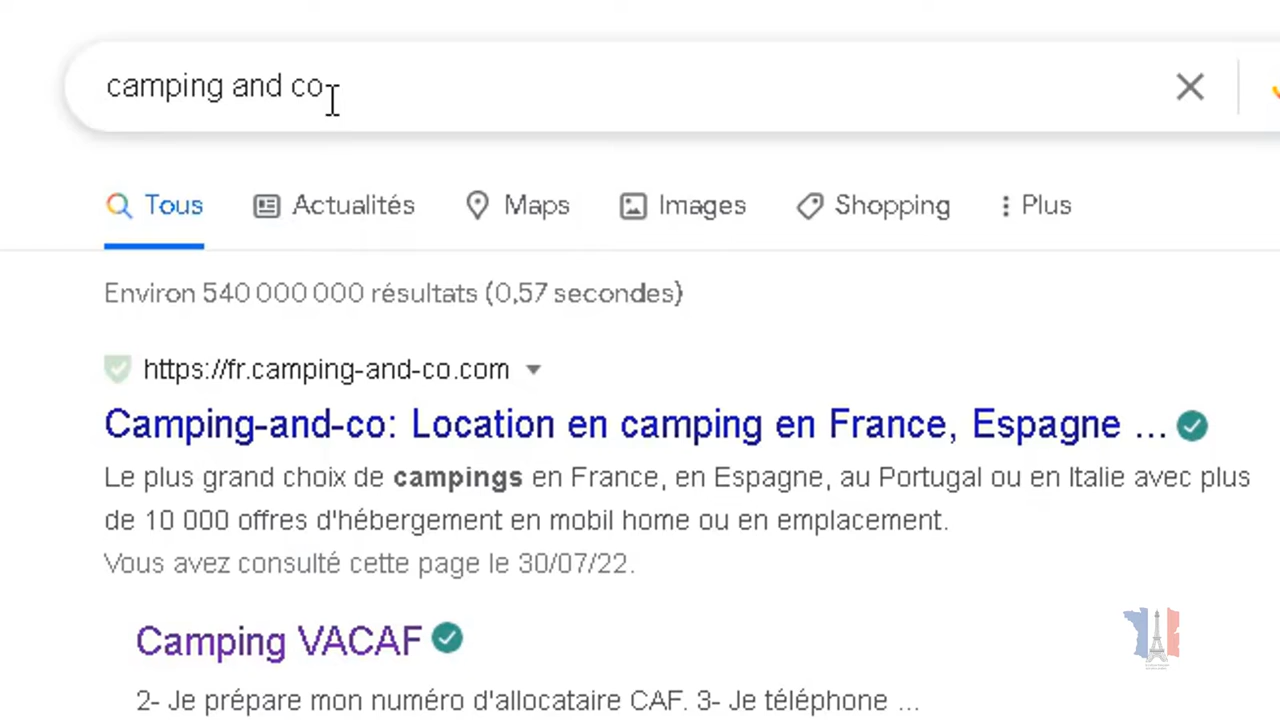 camping and co
Tous Actualités Maps Images Shopping Plus
Environ 540 000 000 résultats (0,57 secondes)
https://fr.camping-and-co.com
Camping-and-co: Location en camping en France, Espagne ...
Le plus grand choix de campings en France, en Espagne, au Portugal ou en Italie avec plus
de 10 000 offres d'hébergement en mobil home ou en emplacement.
Vous avez consulté cette page le 30/07/22.
Camping VACAF
2- Je prépare mon numéro d'allocataire CAF. 3- Je téléphone ...